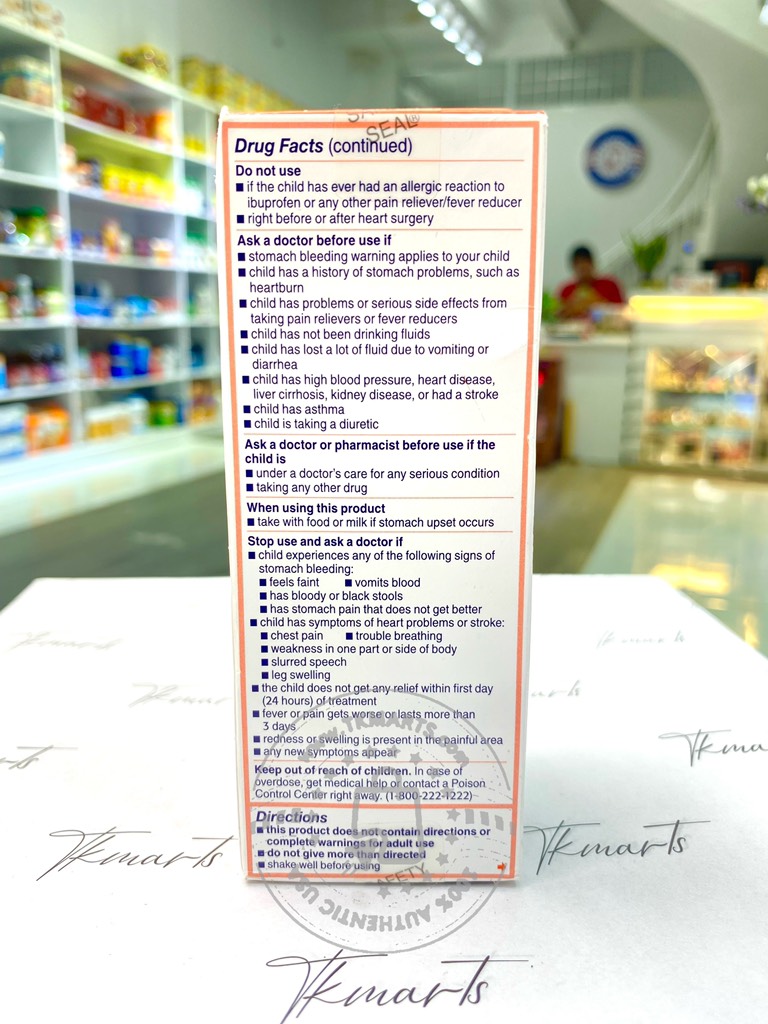 SEAL®
Drug Facts (continued)
Do not use
■ if the child has ever had an allergic reaction to
ibuprofen or any other pain reliever/fever reducer
■ right before or after heart surgery
Ask a doctor before use if
■ stomach bleeding warning applies to your child
■ child has a history of stomach problems, such as
heartburn
■ child has problems or serious side effects from
taking pain relievers or fever reducers
■ child has not been drinking fluids
■ child has lost a lot of fluid due to vomiting or
diarrhea
■ child has high blood pressure, heart disease,
liver cirrhosis, kidney disease, or had a stroke
■ child has asthma
■ child is taking a diuretic
Ask a doctor or pharmacist before use if the
child is
■ under a doctor's care for any serious condition
■ taking any other drug
When using this product
■ take with food or milk if stomach upset occurs
Stop use and ask a doctor if
■ child experiences any of the following signs of
stomach bleeding:
■ feels faint ■ vomits blood
■ has bloody or black stools
■ has stomach pain that does not get better
■ child has symptoms of heart problems or stroke:
■ chest pain ■ trouble breathing
■ weakness in one part or side of body
■ slurred speech
■ leg swelling
■ the child does not get any relief within first day
(24 hours) of treatment
■ fever or pain gets worse or lasts more than
3 days
■ redness or swelling is present in the painful area
■ any new symptoms appear
Keep out of reach of children. In case of
overdose, get medical help or contact a Poison
Control Center right away. (1-800-222-1222)
Directions
■ this product does not contain directions or
complete warnings for adult use
■ do not give more than directed
■ shake well before using
www.TKMARTS.com
100% AUTHENTIC USA
Tkmarts
Tkmarts
Tkmarts